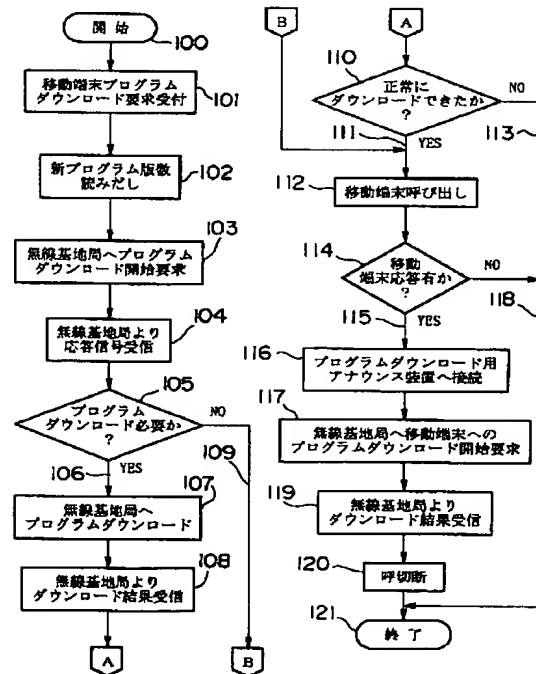 開始
100
移動端末プログラム
ダウンロード要求受付
101
新プログラム版数
読みだし
102
103
無線基地局へプログラム
ダウンロード開始要求
104
無線基地局より
応答信号受信
105
プログラム
ダウンロード必要か
?
NO
106
YES
109
107
無線基地局へ
プログラムダウンロード
108
無線基地局より
ダウンロード結果受信
A
B
B
A
110
正常に
ダウンロードできたか
?
NO
111
YES
113
112
移動端末呼び出し
114
移動
端末応答有か
?
NO
115
YES
118
116
プログラムダウンロード用
アナウンス装置へ接続
117
無線基地局へ移動端末への
プログラムダウンロード開始要求
119
無線基地局より
ダウンロード結果受信
120
呼切断
121
終了